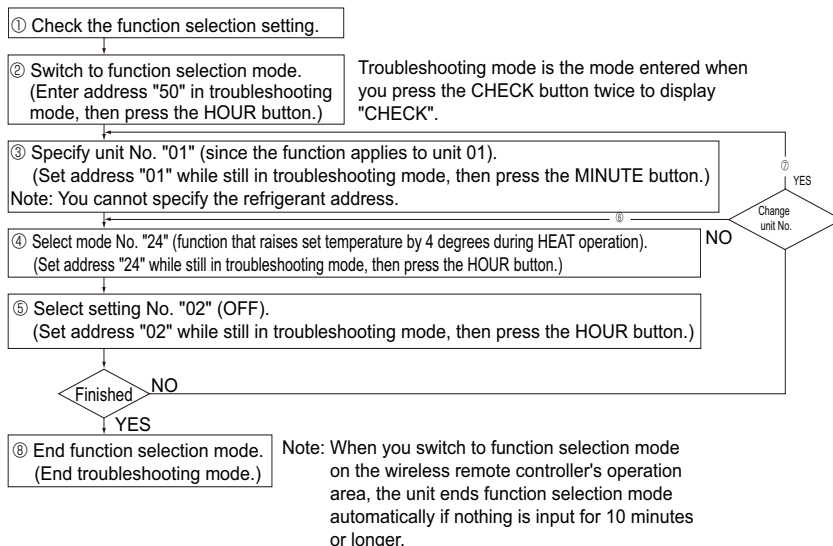 ① Check the function selection setting.
② Switch to function selection mode.
(Enter address "50" in troubleshooting
mode, then press the HOUR button.)
Troubleshooting mode is the mode entered when
you press the CHECK button twice to display
"CHECK".
③ Specify unit No. "01" (since the function applies to unit 01).
(Set address "01" while still in troubleshooting mode, then press the MINUTE button.)
Note: You cannot specify the refrigerant address.
⑦
YES
Change
unit No.
⑥
NO
④ Select mode No. "24" (function that raises set temperature by 4 degrees during HEAT operation).
(Set address "24" while still in troubleshooting mode, then press the HOUR button.)
⑤ Select setting No. "02" (OFF).
(Set address "02" while still in troubleshooting mode, then press the HOUR button.)
Finished
NO
YES
⑧ End function selection mode.
(End troubleshooting mode.)
Note: When you switch to function selection mode
on the wireless remote controller's operation
area, the unit ends function selection mode
automatically if nothing is input for 10 minutes
or longer.